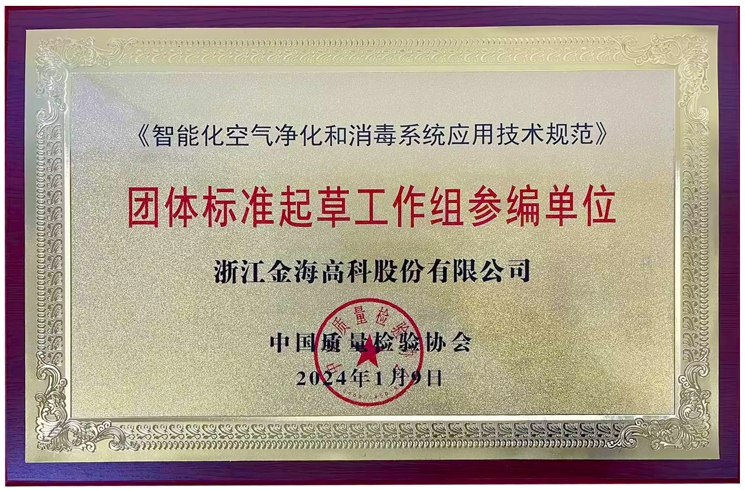 《智能化空气净化和消毒系统应用技术规范》
团体标准起草工作组参编单位
浙江金海高科股份有限公司
中国质量检验协会
2024年1月9日